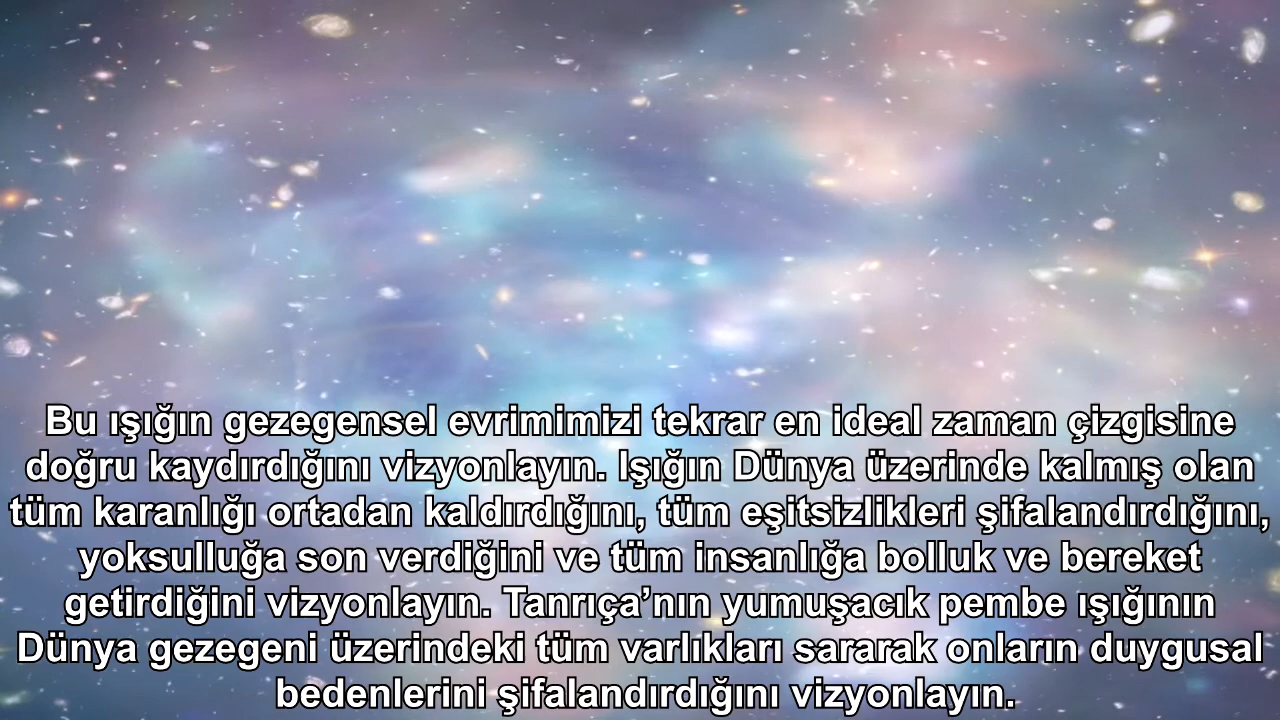 Bu ışığın gezegensel evrimimizi tekrar en ideal zaman çizgisine
doğru kaydırdığını vizyonlayın. Işığın Dünya üzerinde kalmış olan
tüm karanlığı ortadan kaldırdığını, tüm eşitsizlikleri şifalandırdığını,
yoksulluğa son verdiğini ve tüm insanlığa bolluk ve bereket
getirdiğini vizyonlayın. Tanrıça’nın yumuşacık pembe ışığının
Dünya gezegeni üzerindeki tüm varlıkları sararak onların duygusal
bedenlerini şifalandırdığını vizyonlayın.